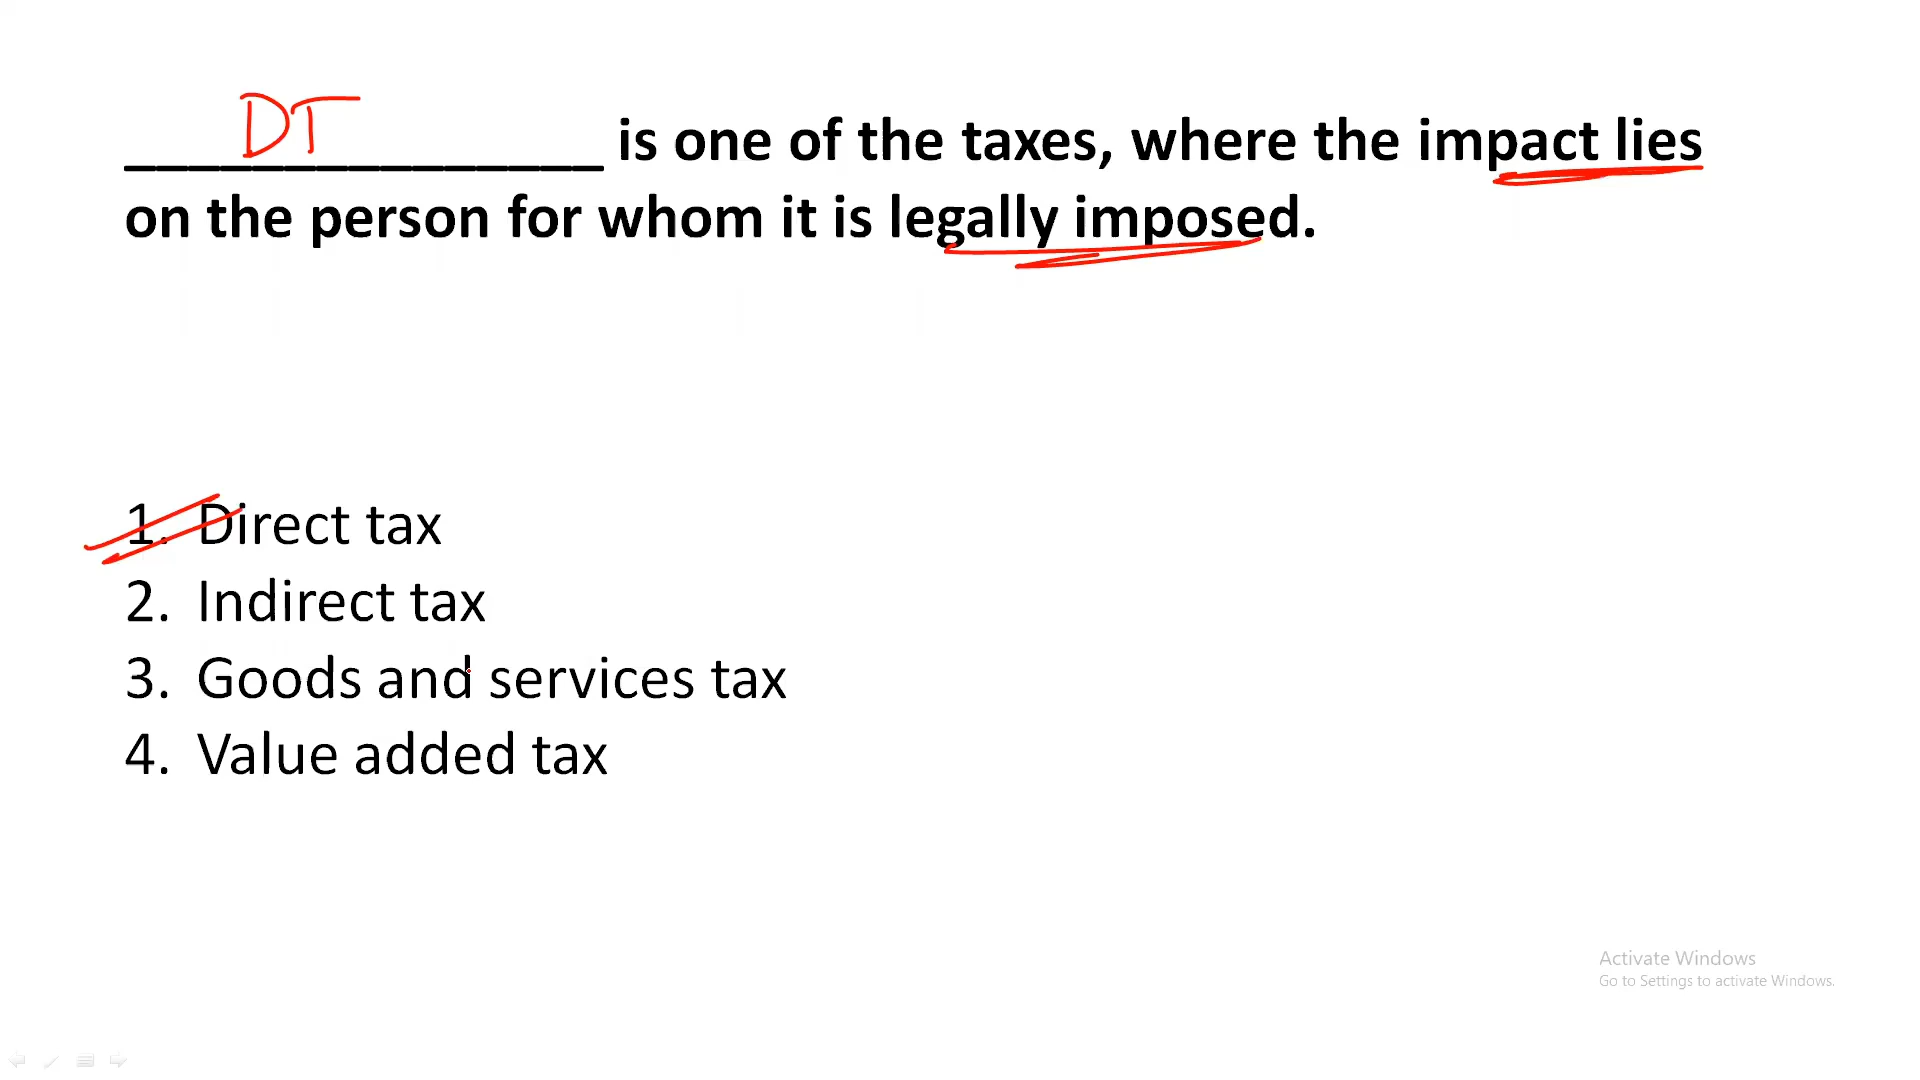 DT
_______________ is one of the taxes, where the impact lies
on the person for whom it is legally imposed.
1. Direct tax
2. Indirect tax
3. Goods and services tax
4. Value added tax
Activate Windows
Go to Settings to activate Windows.